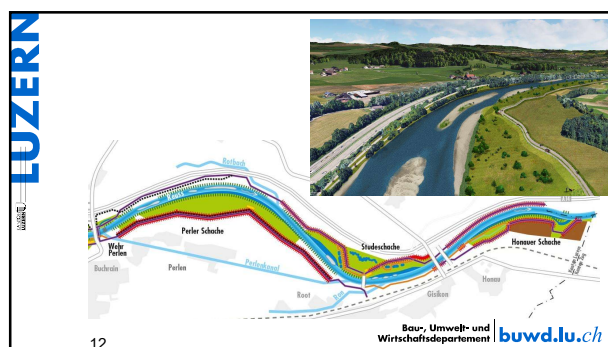 LUZERN
Rotbach
Perler Schache
Studeschache
Honauer Schache
Wehr
Perlen
Buchrain
Perlen
Perlenkanal
Root
Ron
Gisikon
Honau
12
Bau-, Umwelt- und
Wirtschaftsdepartement
buwd.lu.ch